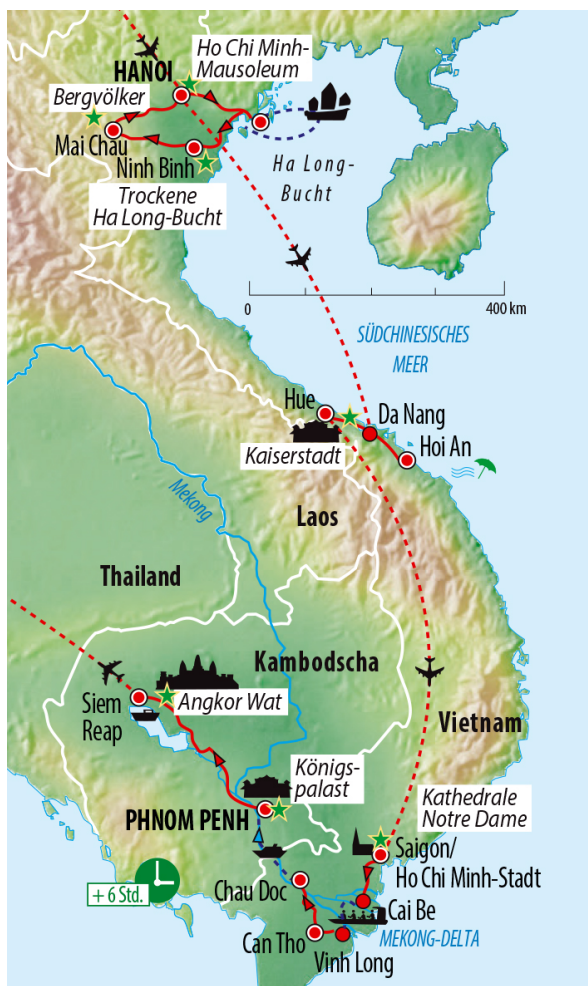 Ho Chi Minh-
Mausoleum
HANOI
Bergvölker
Mai Chau
Ninh Binh
Trockene
Ha Long-Bucht
Ha Long-
Bucht
0
400 km
SÜDCHINESISCHES
MEER
Hue
Da Nang
Kaiserstadt
Hoi An
Mekong
Laos
Thailand
Kambodscha
Siem
Reap
Angkor Wat
Vietnam
Königs-
palast
PHNOM PENH
Kathedrale
Notre Dame
Saigon/
Ho Chi Minh-Stadt
+ 6 Std.
Chau Doc
Cai Be
Can Tho
MEKONG-DELTA
Vinh Long